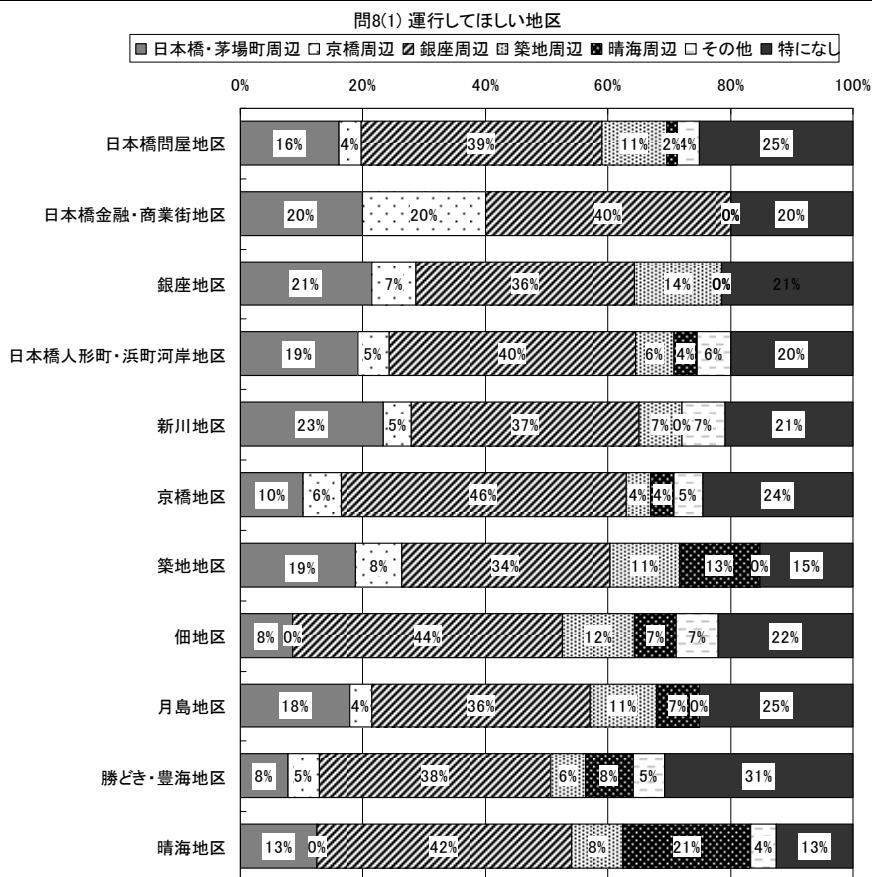 問8(1) 運行してほしい地区
日本橋・茅場町周辺 京橋周辺 銀座周辺 築地周辺 晴海周辺 その他 特になし
0% 20% 40% 60% 80% 100%
日本橋問屋地区 16% 4% 39% 11% 2% 4% 25%
日本橋金融・商業街地区 20% 20% 40% 0% 20%
銀座地区 21% 7% 36% 14% 0% 21%
日本橋人形町・浜町河岸地区 19% 5% 40% 6% 4% 6% 20%
新川地区 23% 5% 37% 7% 0% 7% 21%
京橋地区 10% 6% 46% 4% 4% 5% 24%
築地地区 19% 8% 34% 11% 13% 0% 15%
佃地区 8% 0% 44% 12% 7% 7% 22%
月島地区 18% 4% 36% 11% 7% 0% 25%
勝どき・豊海地区 8% 5% 38% 6% 8% 5% 31%
晴海地区 13% 0% 42% 8% 21% 4% 13%